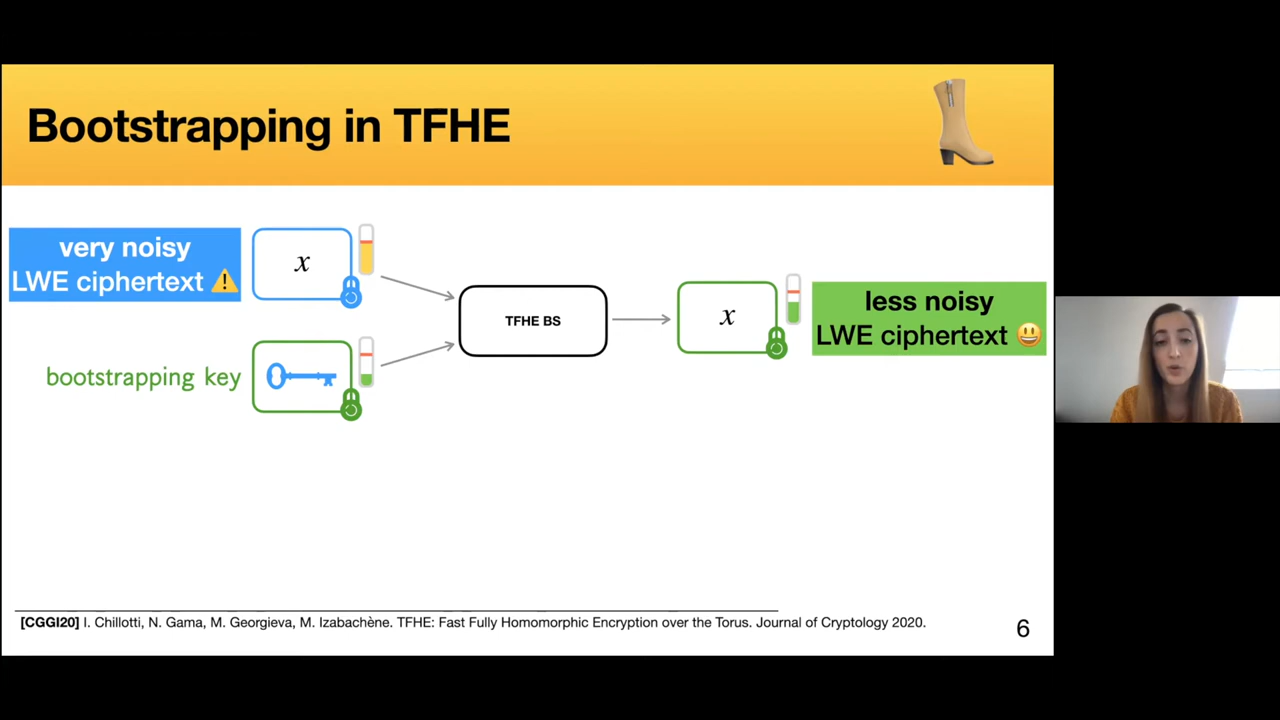 Bootstrapping in TFHE
very noisy
LWE ciphertext ⚠️
x
bootstrapping key
TFHE BS
x
less noisy
LWE ciphertext 😃
[CGGI20] I. Chillotti, N. Gama, M. Georgieva, M. Izabachène. TFHE: Fast Fully Homomorphic Encryption over the Torus. Journal of Cryptology 2020.
6